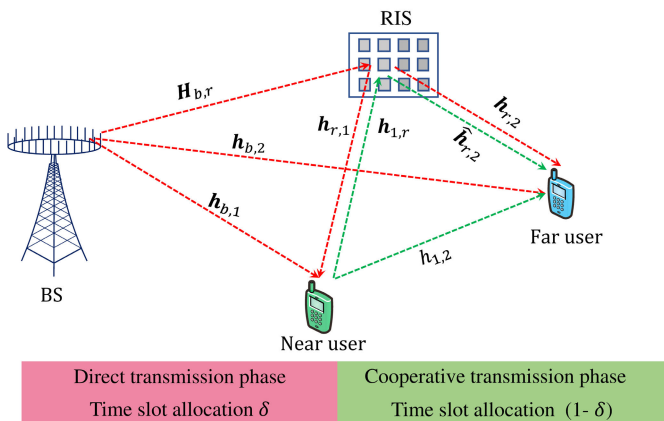 RIS
𝑯_{b,r}
𝒉_{r,2}
𝒉_{r,1}
𝒉_{1,r}
𝒉̂_{r,2}
𝒉_{b,2}
𝒉_{b,1}
Far user
h_{1,2}
BS
Near user
Direct transmission phase
Time slot allocation δ
Cooperative transmission phase
Time slot allocation (1- δ)